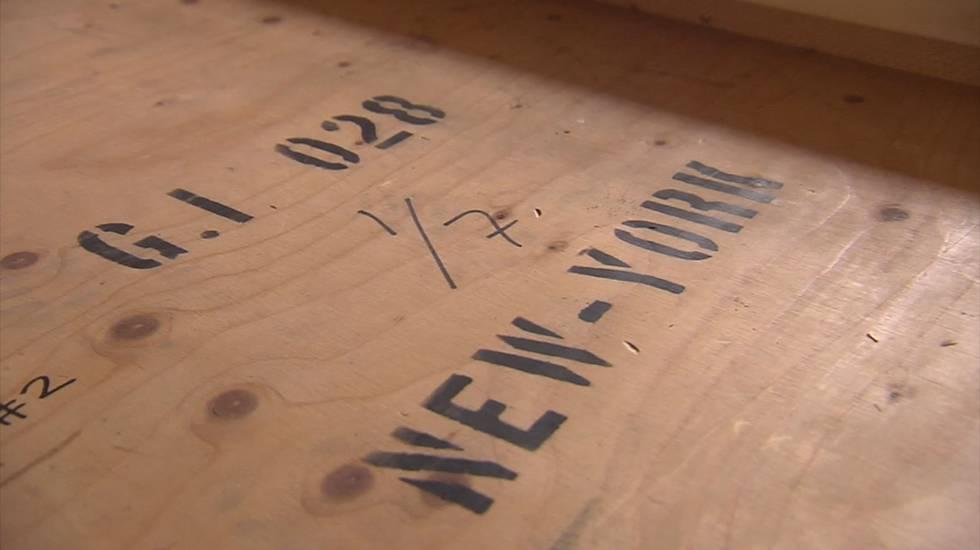 G.I 028
1/7
NEW-YORK
#2